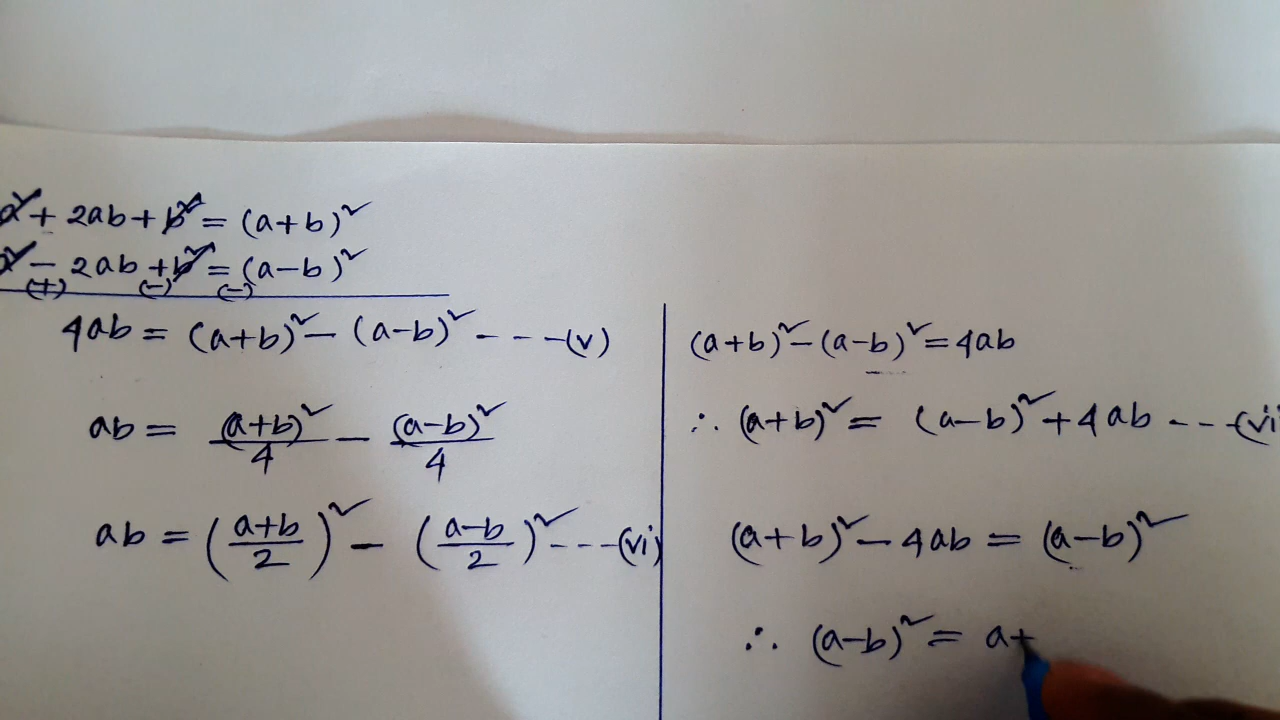 a² + 2ab + b² = (a+b)²
a² - 2ab + b² = (a-b)²
(+) (-) (-)
4ab = (a+b)² - (a-b)² - - - -(v)
ab = (a+b)²/4 - (a-b)²/4
ab = ((a+b)/2)² - ((a-b)/2)² - - - -(vi)
(a+b)² - (a-b)² = 4ab
∴ (a+b)² = (a-b)² + 4ab - - - (vi
(a+b)² - 4ab = (a-b)²
∴ (a-b)² = a+